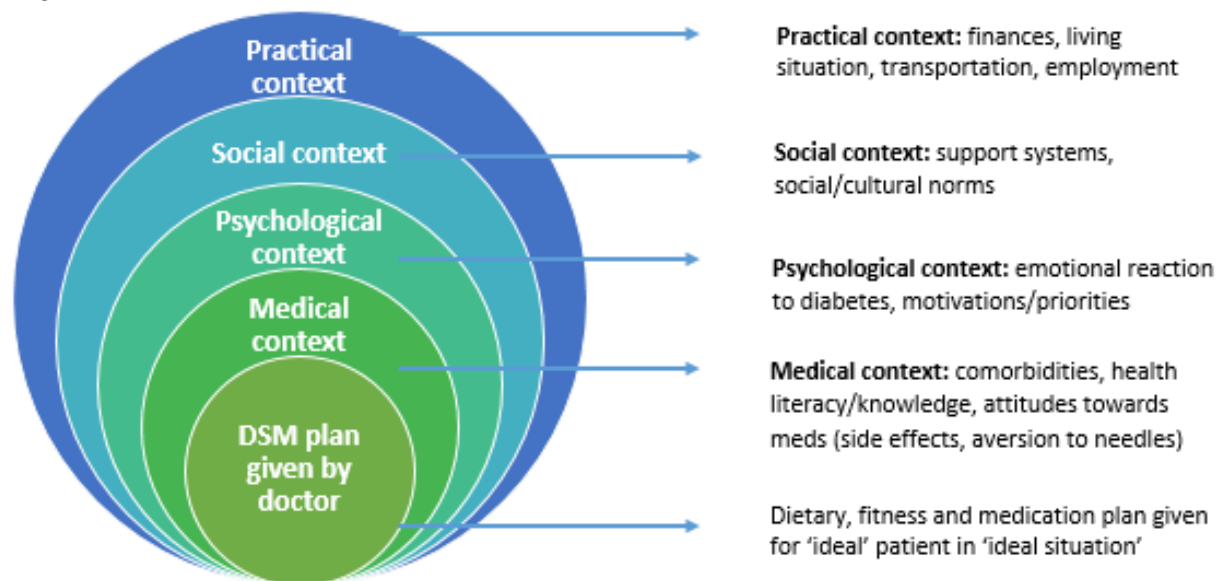 Practical
context
Social context
Psychological
context
Medical
context
DSM plan
given by
doctor
Practical context: finances, living
situation, transportation, employment
Social context: support systems,
social/cultural norms
Psychological context: emotional reaction
to diabetes, motivations/priorities
Medical context: comorbidities, health
literacy/knowledge, attitudes towards
meds (side effects, aversion to needles)
Dietary, fitness and medication plan given
for ‘ideal’ patient in ‘ideal situation’